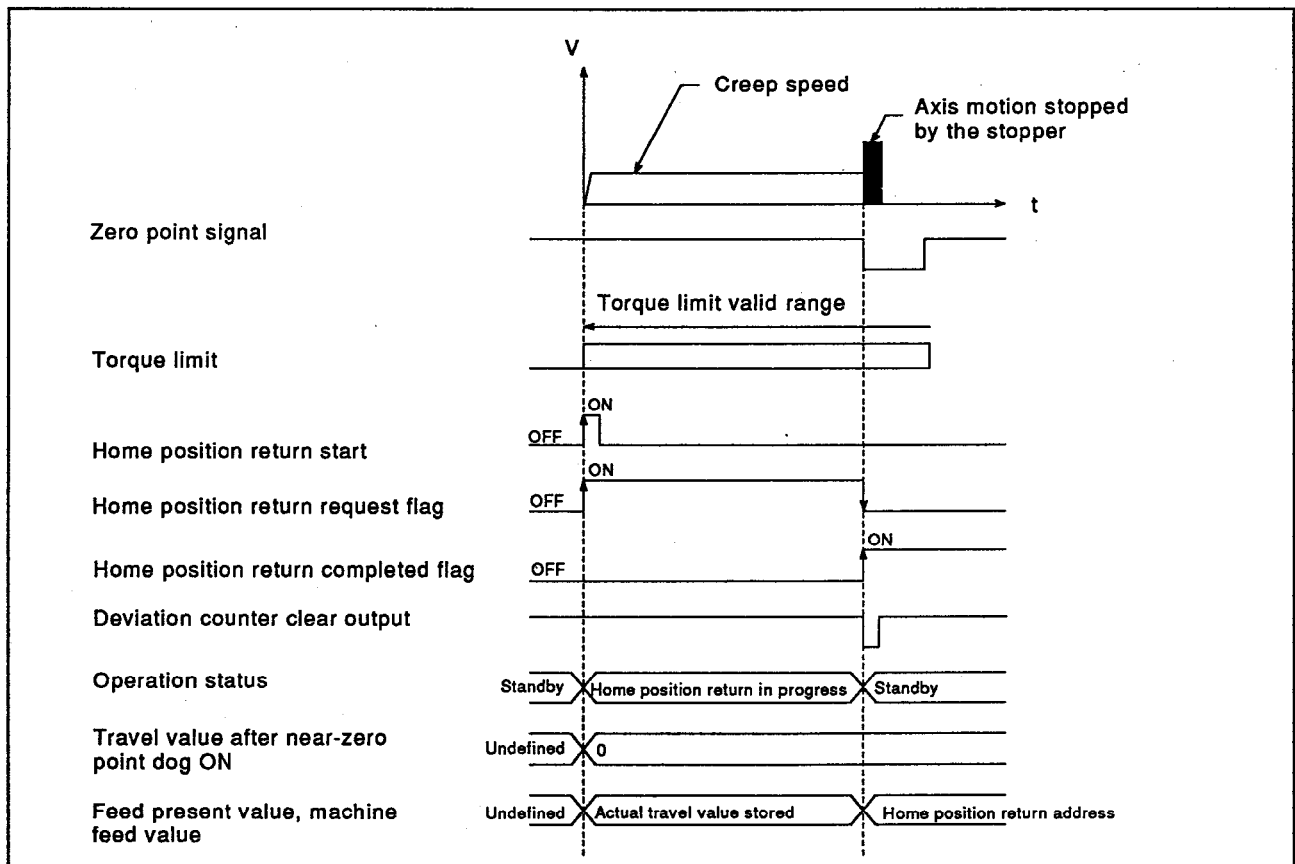 V
Creep speed
Axis motion stopped
by the stopper
t
Zero point signal
Torque limit valid range
Torque limit
ON
OFF
Home position return start
ON
OFF
Home position return request flag
ON
OFF
Home position return completed flag
Deviation counter clear output
Operation status
Standby
Home position return in progress
Standby
Travel value after near-zero
point dog ON
Undefined
0
Feed present value, machine
feed value
Undefined
Actual travel value stored
Home position return address